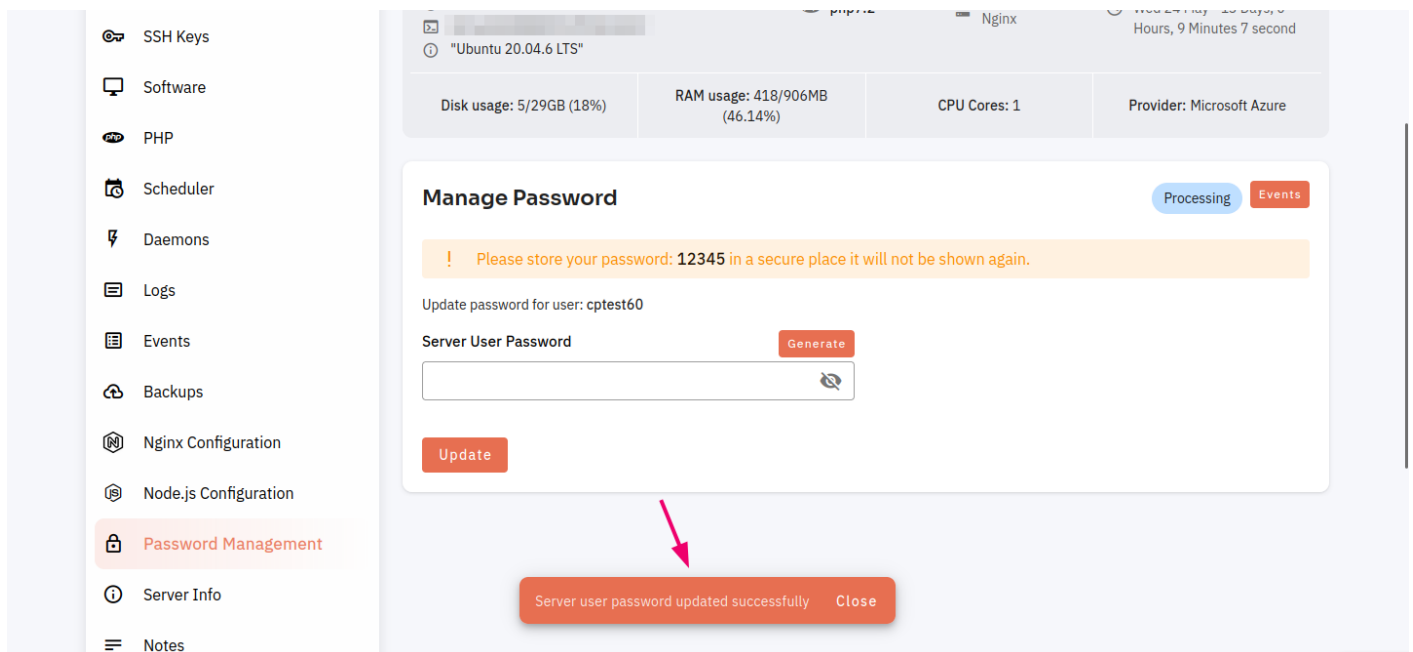 SSH Keys
Software
PHP
Scheduler
Daemons
Logs
Events
Backups
Nginx Configuration
Node.js Configuration
Password Management
Server Info
Notes
"Ubuntu 20.04.6 LTS"
php7.2
Nginx
Hours, 9 Minutes 7 second
Disk usage: 5/29GB (18%)
RAM usage: 418/906MB
(46.14%)
CPU Cores: 1
Provider: Microsoft Azure
Manage Password
Processing
Events
! Please store your password: 12345 in a secure place it will not be shown again.
Update password for user: cptest60
Server User Password
Generate
Update
Server user password updated successfully Close